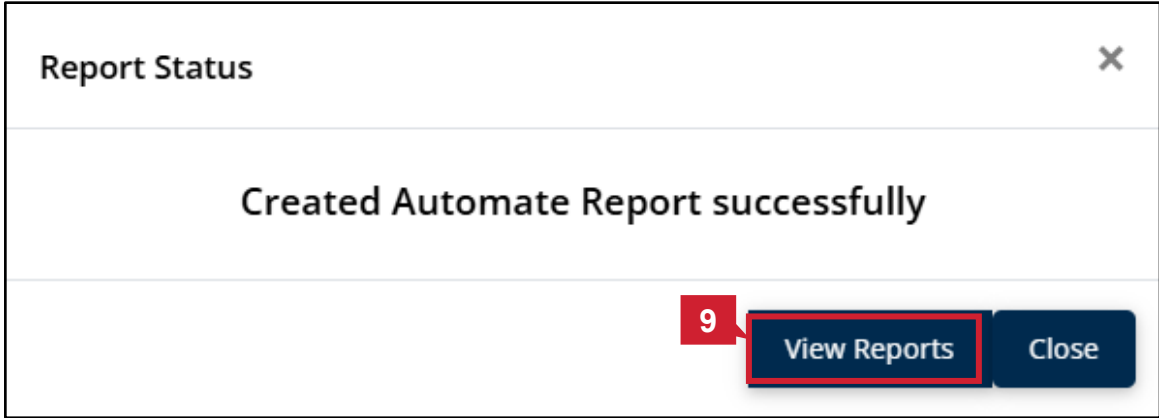 Report Status
Created Automate Report successfully
9
View Reports
Close